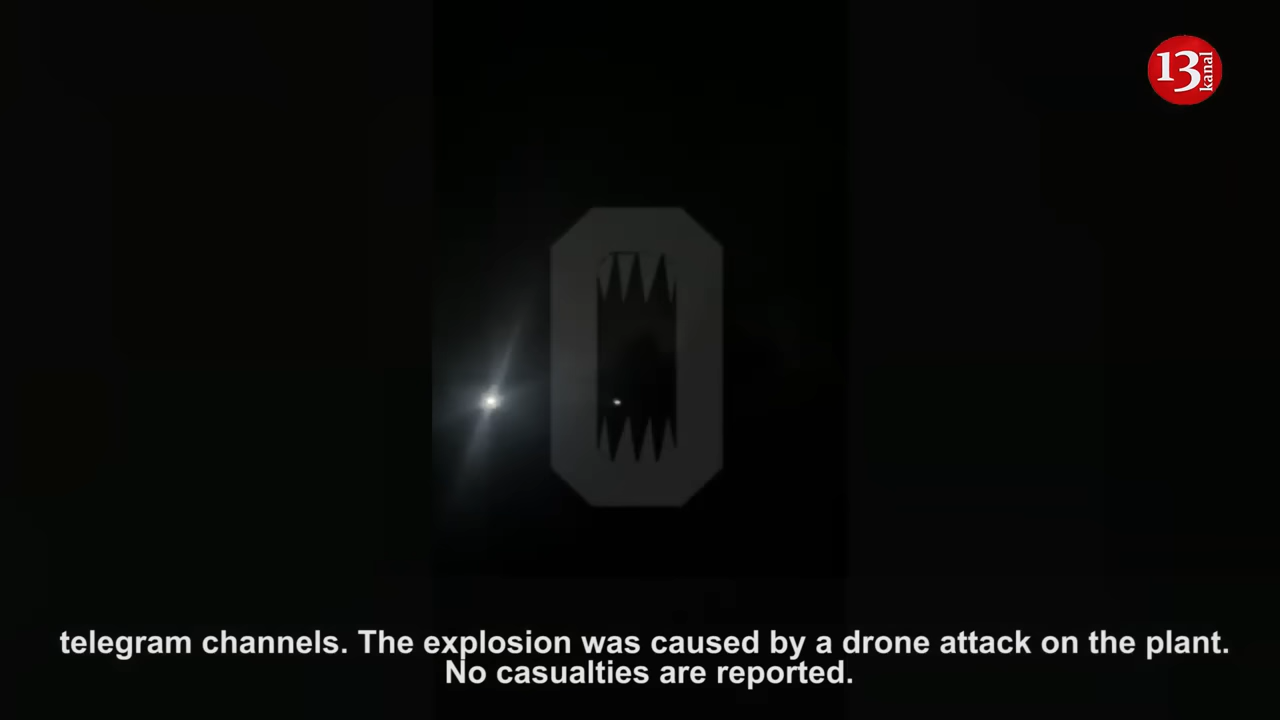 13 kanal
telegram channels. The explosion was caused by a drone attack on the plant.
No casualties are reported.